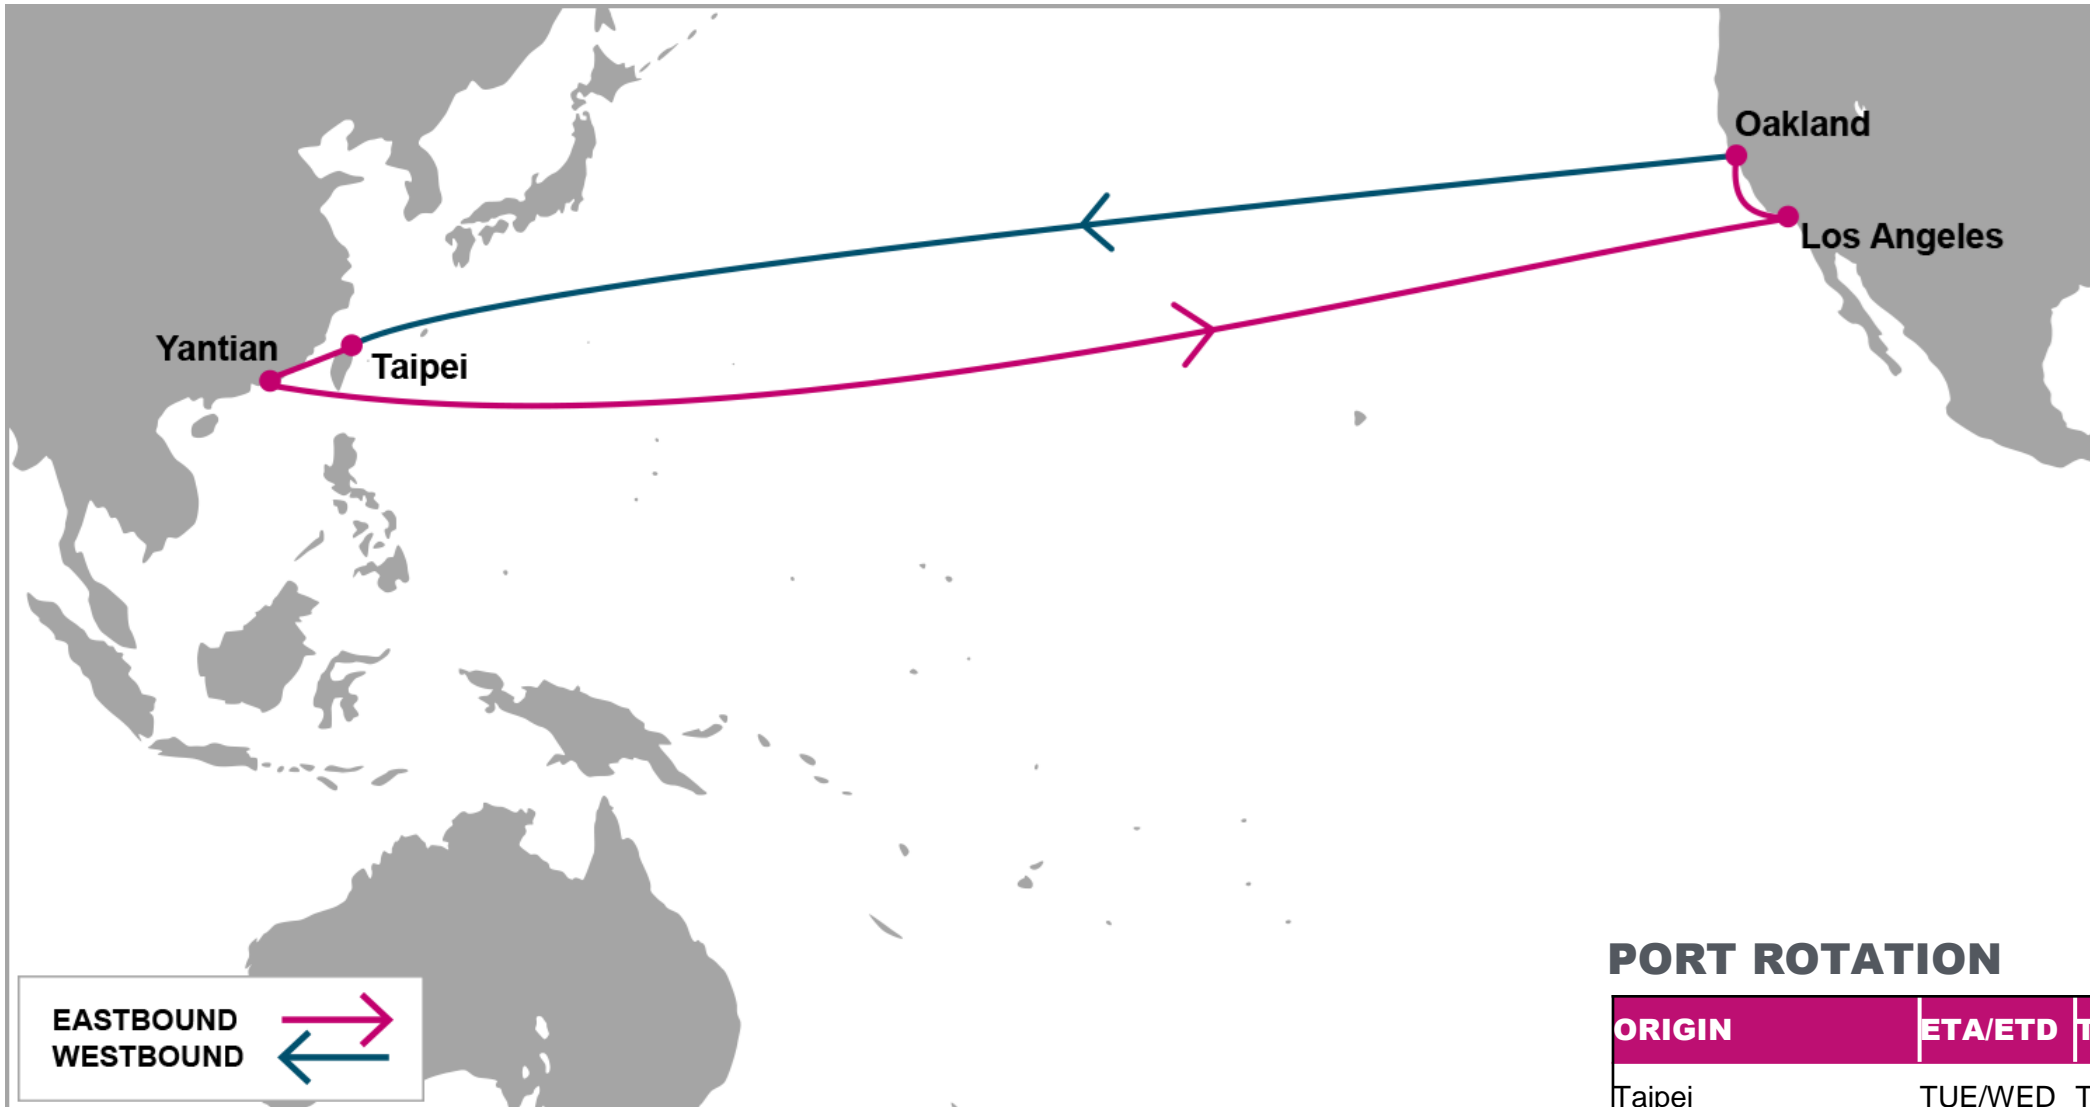 Oakland
Los Angeles
Yantian
Taipei
PORT ROTATION
ORIGIN ETA/ETD
Taipei TUE/WED
EASTBOUND
WESTBOUND